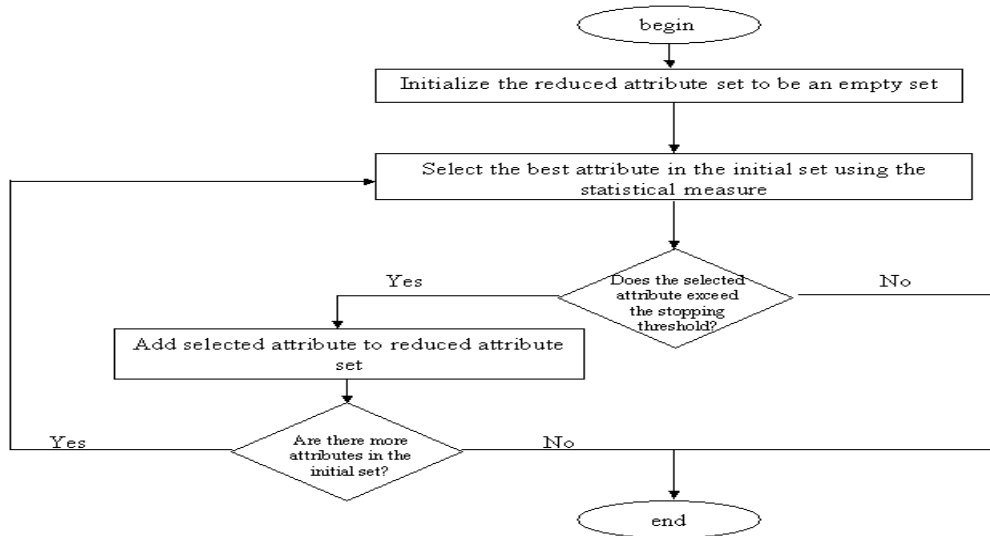 begin
Initialize the reduced attribute set to be an empty set
Select the best attribute in the initial set using the
statistical measure
Does the selected
attribute exceed
the stopping
threshold?
Yes
No
Add selected attribute to reduced attribute
set
Are there more
attributes in the
initial set?
Yes
No
end